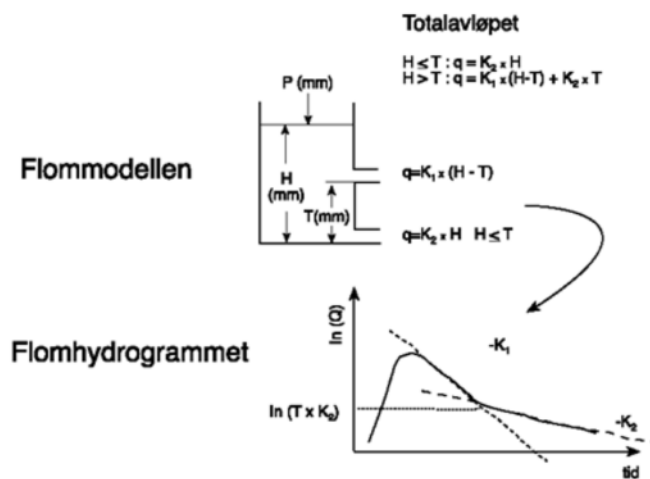 Totalavløpet
H ≤ T : q = K₂ x H
H > T : q = K₁ x (H-T) + K₂ x T
P (mm)
Flommodellen
H
(mm)
T(mm)
q=K₁ x (H - T)
q=K₂ x H H ≤ T
Flomhydrogrammet
ln (Q)
-K₁
ln (T x K₂)
-K₂
tid